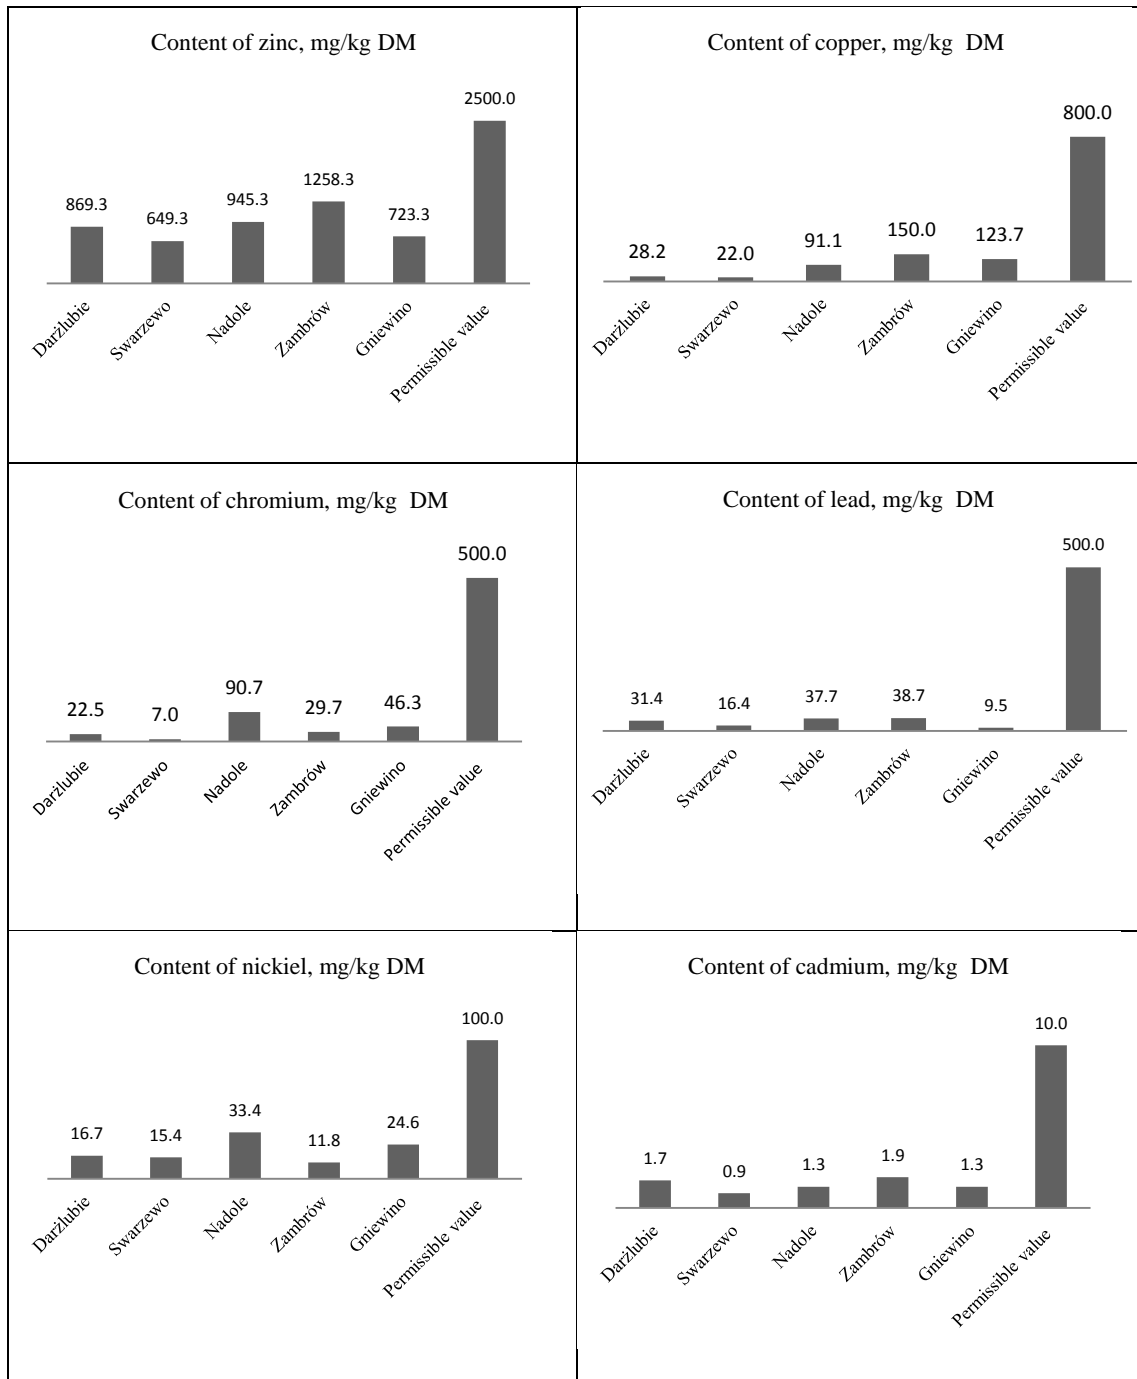 Content of zinc, mg/kg DM
2500.0
1258.3
945.3
869.3
723.3
649.3
Darżlubie
Swarzewo
Nadole
Zambrów
Gniewino
Permissible value
Content of copper, mg/kg DM
800.0
150.0
123.7
91.1
28.2
22.0
Darżlubie
Swarzewo
Nadole
Zambrów
Gniewino
Permissible value
Content of chromium, mg/kg DM
500.0
90.7
46.3
29.7
22.5
7.0
Darżlubie
Swarzewo
Nadole
Zambrów
Gniewino
Permissible value
Content of lead, mg/kg DM
500.0
31.4
16.4
37.7
38.7
9.5
Darżlubie
Swarzewo
Nadole
Zambrów
Gniewino
Permissible value
Content of nickiel, mg/kg DM
100.0
33.4
24.6
16.7
15.4
11.8
Darżlubie
Swarzewo
Nadole
Zambrów
Gniewino
Permissible value
Content of cadmium, mg/kg DM
10.0
1.7
0.9
1.3
1.9
1.3
Darżlubie
Swarzewo
Nadole
Zambrów
Gniewino
Permissible value